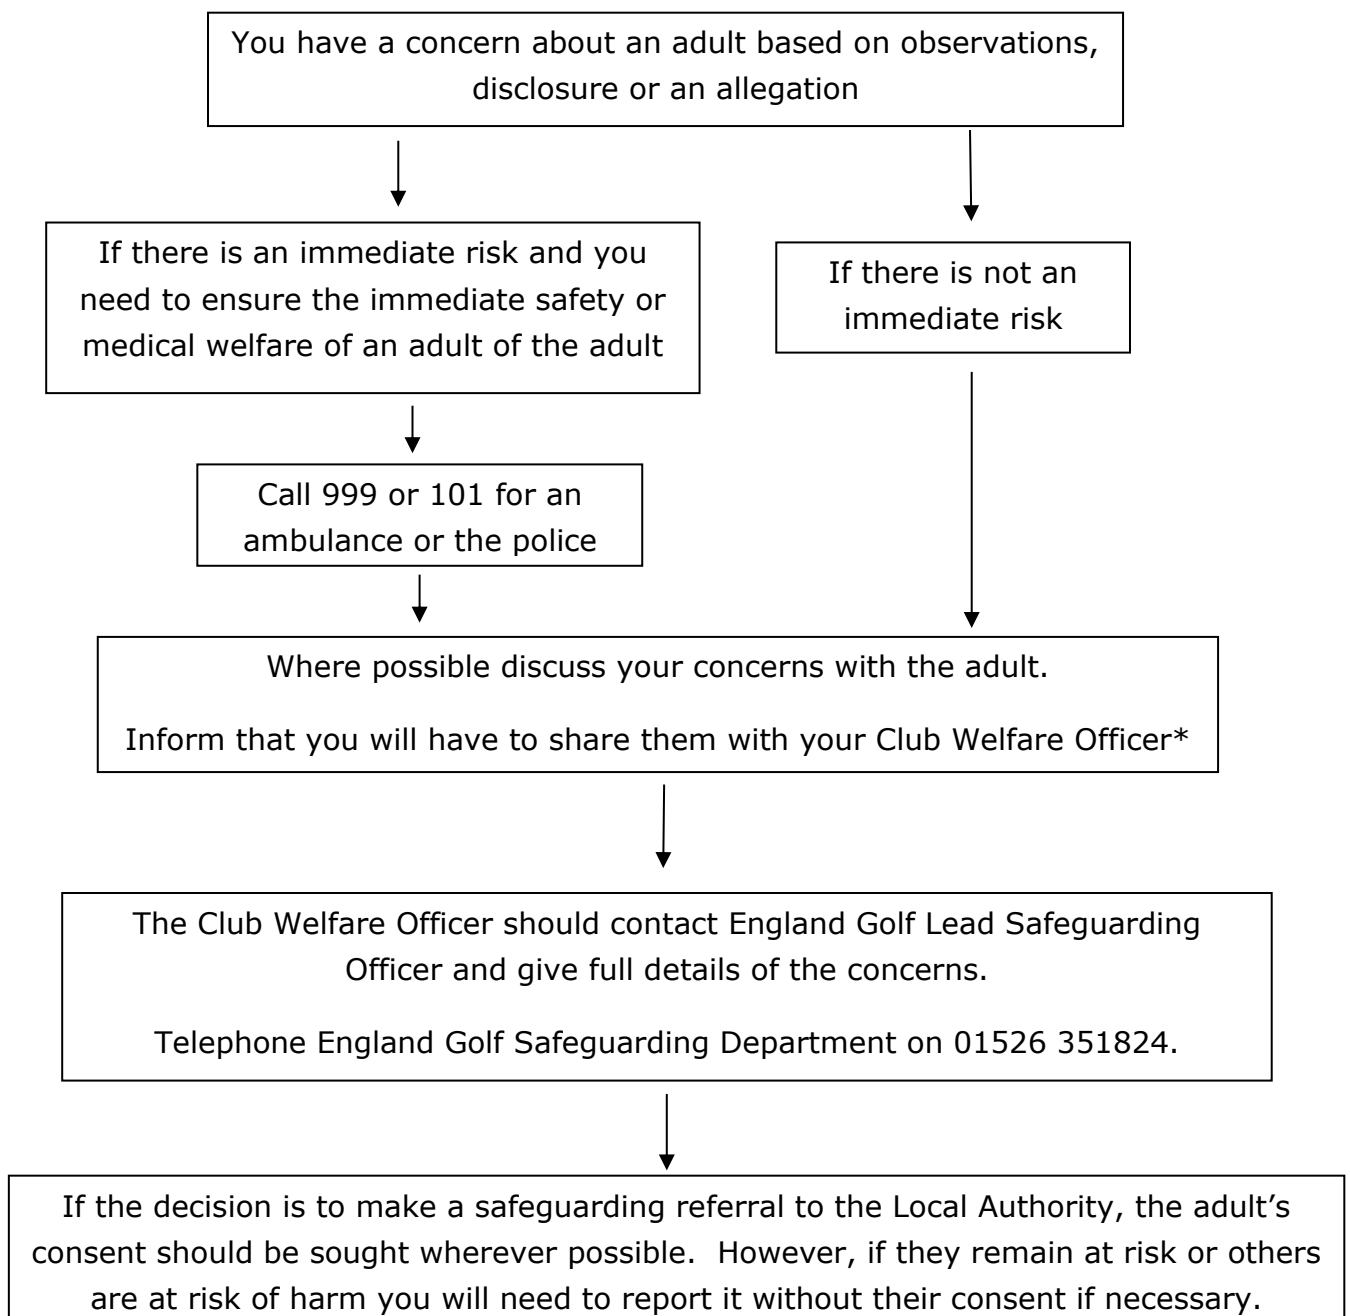 You have a concern about an adult based on observations,
disclosure or an allegation
If there is an immediate risk and you
need to ensure the immediate safety or
medical welfare of an adult of the adult
If there is not an
immediate risk
Call 999 or 101 for an
ambulance or the police
Where possible discuss your concerns with the adult.
Inform that you will have to share them with your Club Welfare Officer*
The Club Welfare Officer should contact England Golf Lead Safeguarding
Officer and give full details of the concerns.
Telephone England Golf Safeguarding Department on 01526 351824.
If the decision is to make a safeguarding referral to the Local Authority, the adult’s
consent should be sought wherever possible.  However, if they remain at risk or others
are at risk of harm you will need to report it without their consent if necessary.